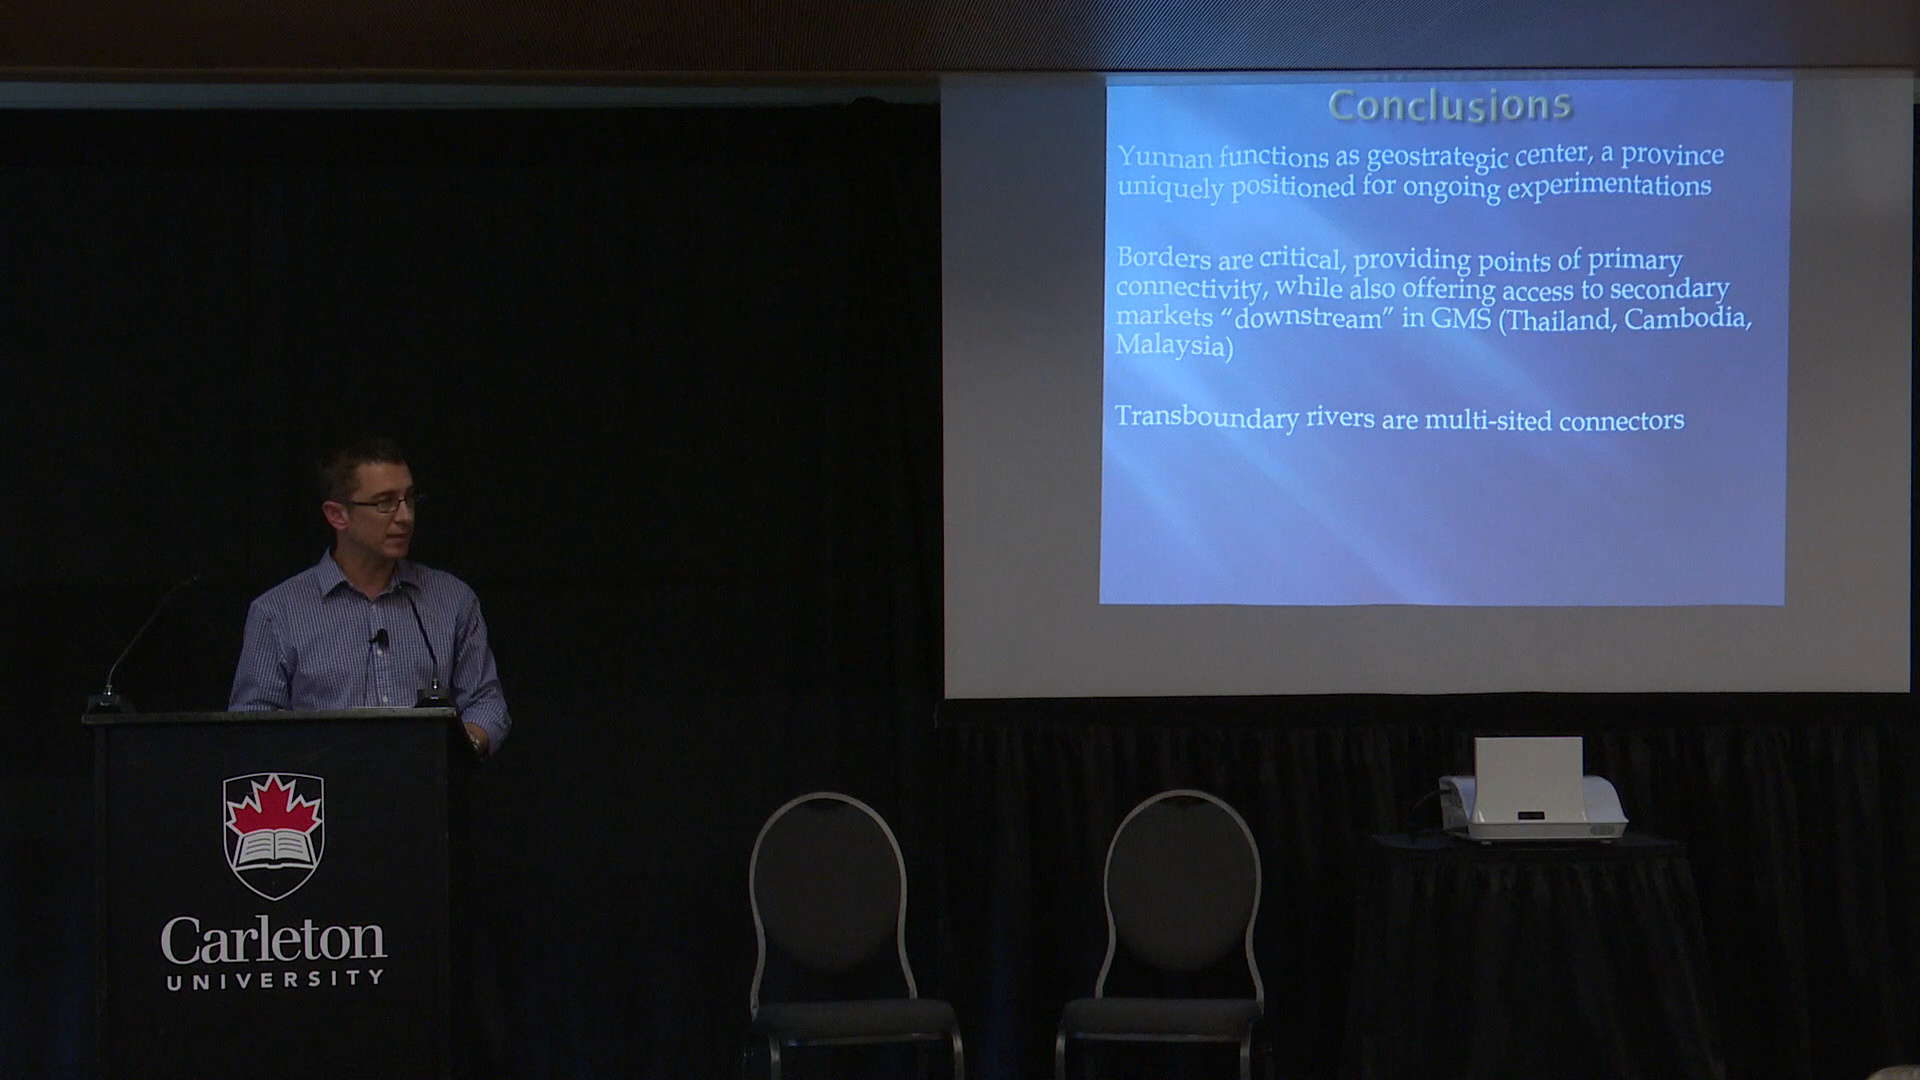 Conclusions
Yunnan functions as geostrategic center, a province
uniquely positioned for ongoing experimentations
Borders are critical, providing points of primary
connectivity, while also offering access to secondary
markets “downstream” in GMS (Thailand, Cambodia,
Malaysia)
Transboundary rivers are multi-sited connectors
Carleton
UNIVERSITY